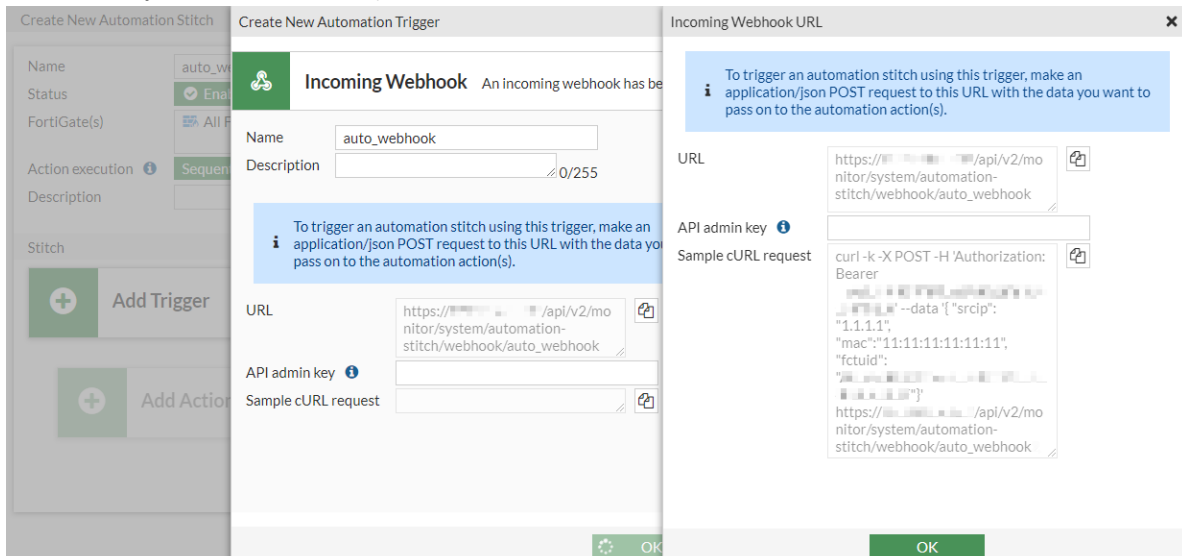 Create New Automation Stitch
Name
auto_we
Status
Enal
FortiGate(s)
All F
Action execution
Sequen
Description
Stitch
Add Trigger
Add Action
Create New Automation Trigger
Incoming Webhook An incoming webhook has be
Name
auto_webhook
Description
0/255
To trigger an automation stitch using this trigger, make an
application/json POST request to this URL with the data you
pass on to the automation action(s).
URL
https:// /api/v2/mo
nitor/system/automation-
stitch/webhook/auto_webhook
API admin key
Sample cURL request
OK
Incoming Webhook URL
To trigger an automation stitch using this trigger, make an
application/json POST request to this URL with the data you want to
pass on to the automation action(s).
URL
https:// /api/v2/mo
nitor/system/automation-
stitch/webhook/auto_webhook
API admin key
Sample cURL request
curl -k -X POST -H 'Authorization:
Bearer
' --data '{ "srcip":
"1.1.1.1",
"mac":"11:11:11:11:11:11",
"fctuid":
"
"}'
https:// /api/v2/mo
nitor/system/automation-
stitch/webhook/auto_webhook
OK